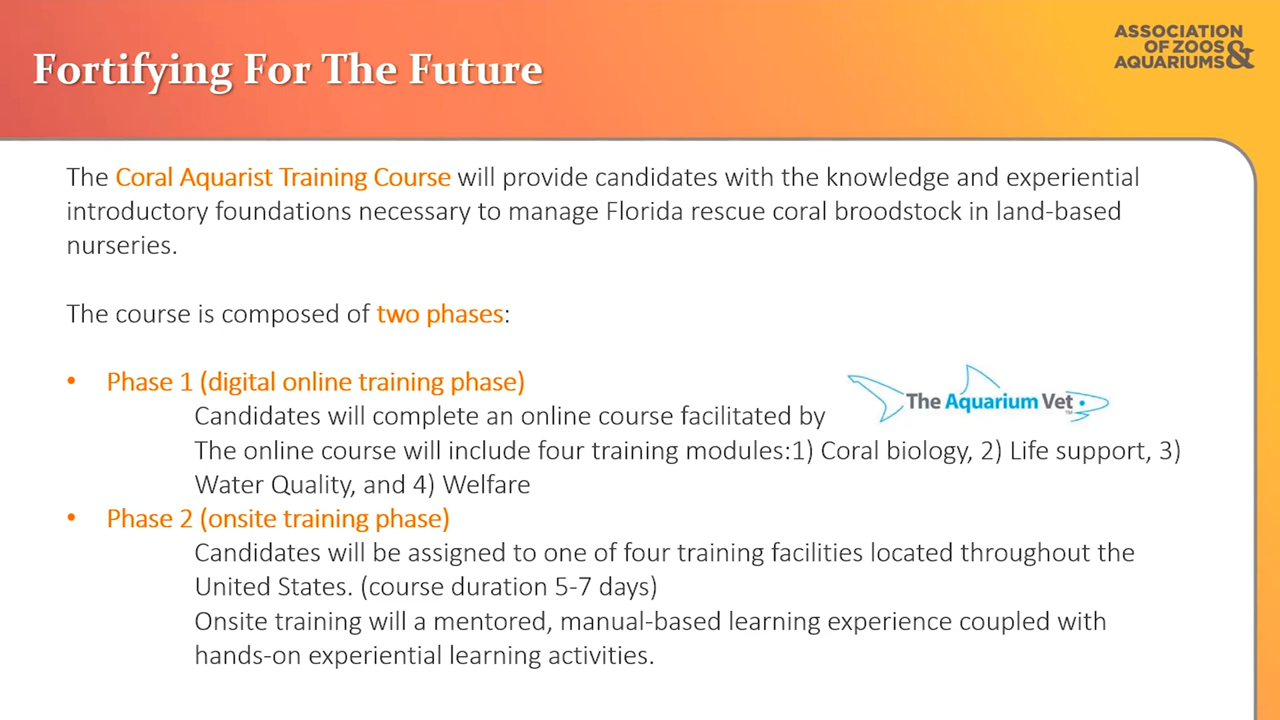 Fortifying For The Future
ASSOCIATION
OF ZOOS
AQUARIUMS &
The Coral Aquarist Training Course will provide candidates with the knowledge and experiential
introductory foundations necessary to manage Florida rescue coral broodstock in land-based
nurseries.
The course is composed of two phases:
• Phase 1 (digital online training phase)
Candidates will complete an online course facilitated by
The Aquarium Vet ™
The online course will include four training modules:1) Coral biology, 2) Life support, 3)
Water Quality, and 4) Welfare
• Phase 2 (onsite training phase)
Candidates will be assigned to one of four training facilities located throughout the
United States. (course duration 5-7 days)
Onsite training will a mentored, manual-based learning experience coupled with
hands-on experiential learning activities.